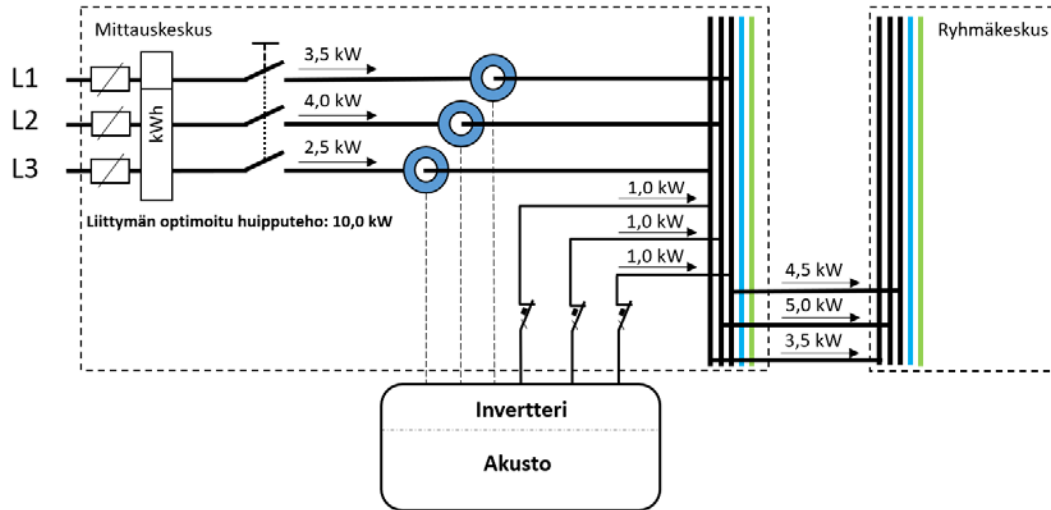 Mittauskeskus
Ryhmäkeskus
L1
3,5 kW
L2
4,0 kW
kWh
L3
2,5 kW
1,0 kW
Liittymän optimoitu huipputeho: 10,0 kW
1,0 kW
1,0 kW
4,5 kW
5,0 kW
3,5 kW
Invertteri
Akusto